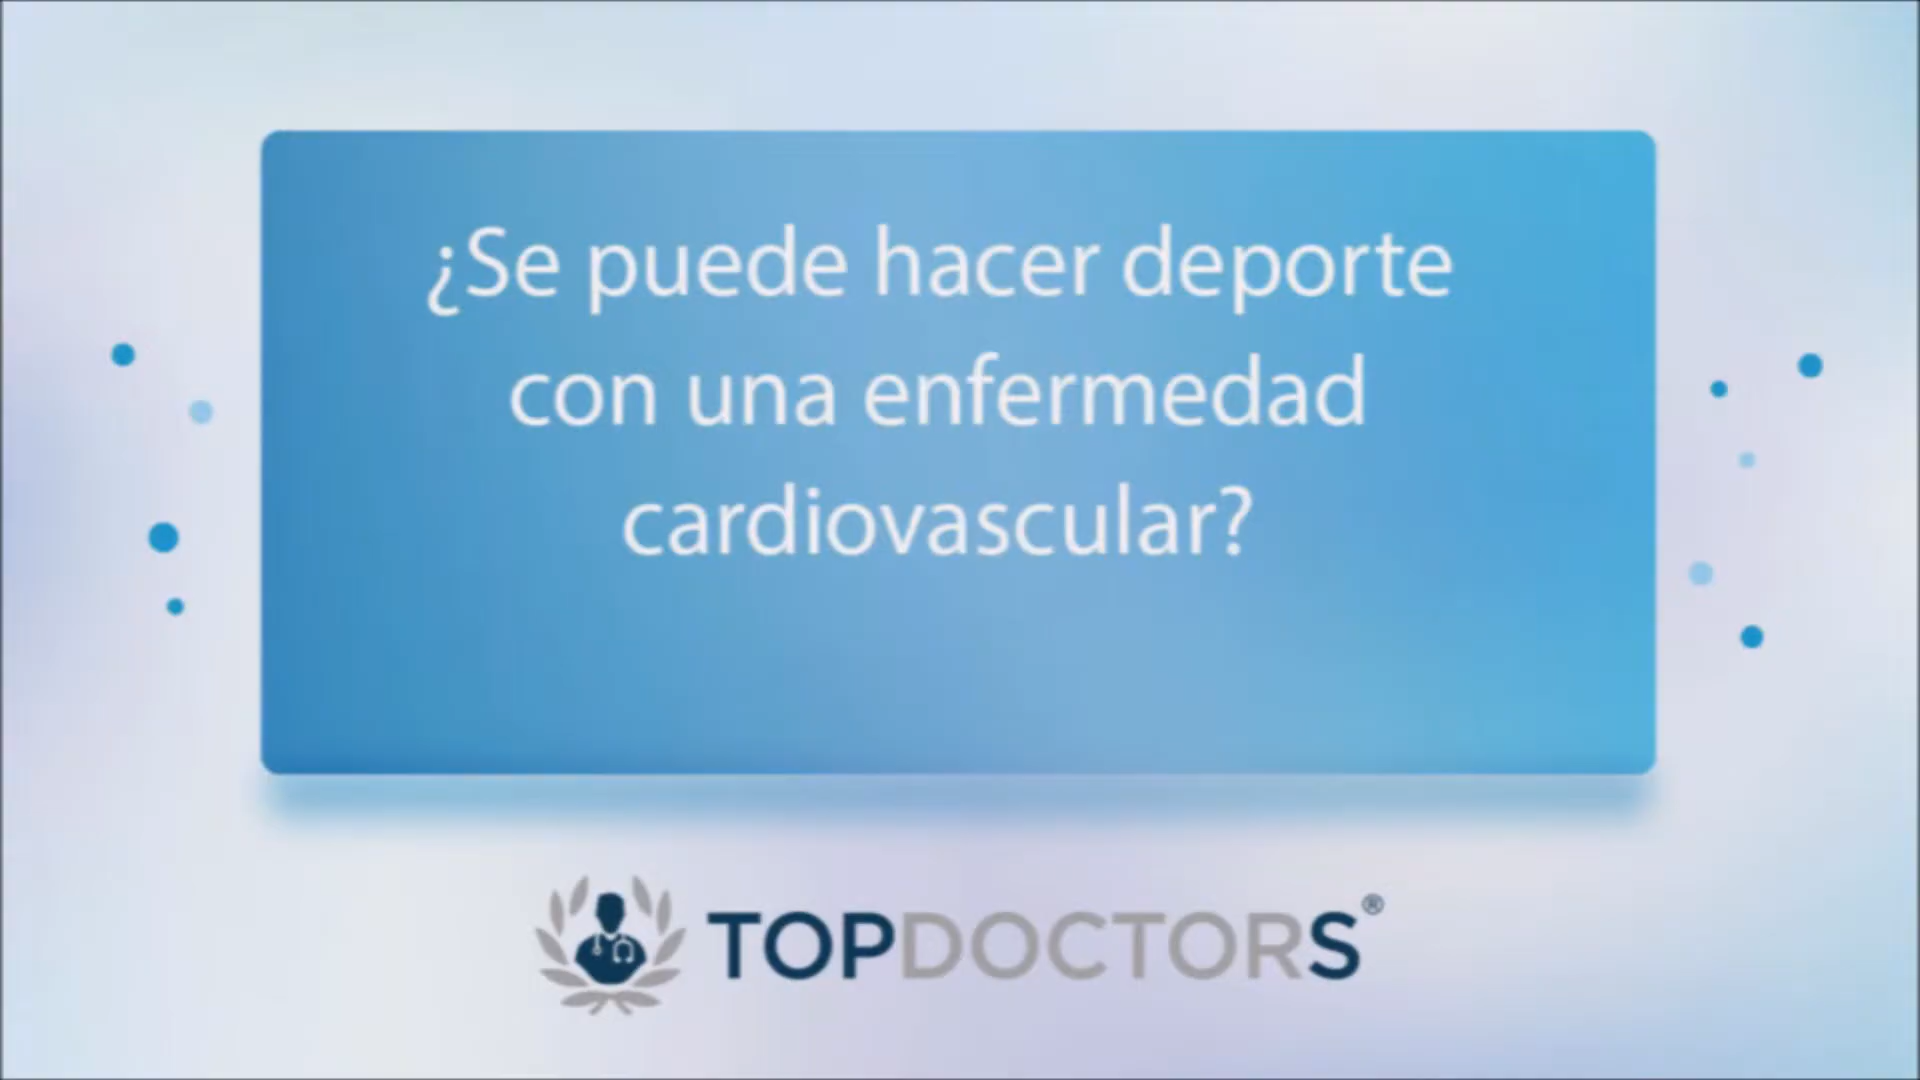 ¿Se puede hacer deporte
con una enfermedad
cardiovascular?
TOPDOCTORS®